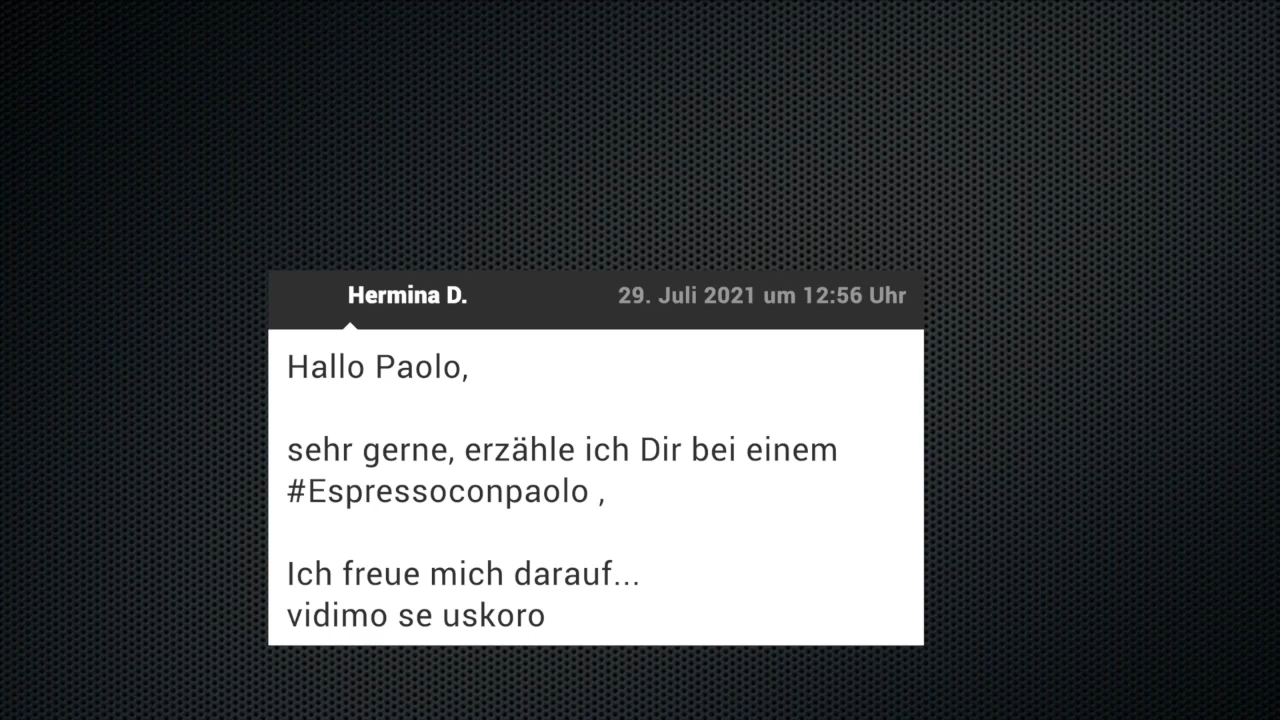 Hermina D.
29. Juli 2021 um 12:56 Uhr
Hallo Paolo,
sehr gerne, erzähle ich Dir bei einem
#Espressoconpaolo ,
Ich freue mich darauf...
vidimo se uskoro